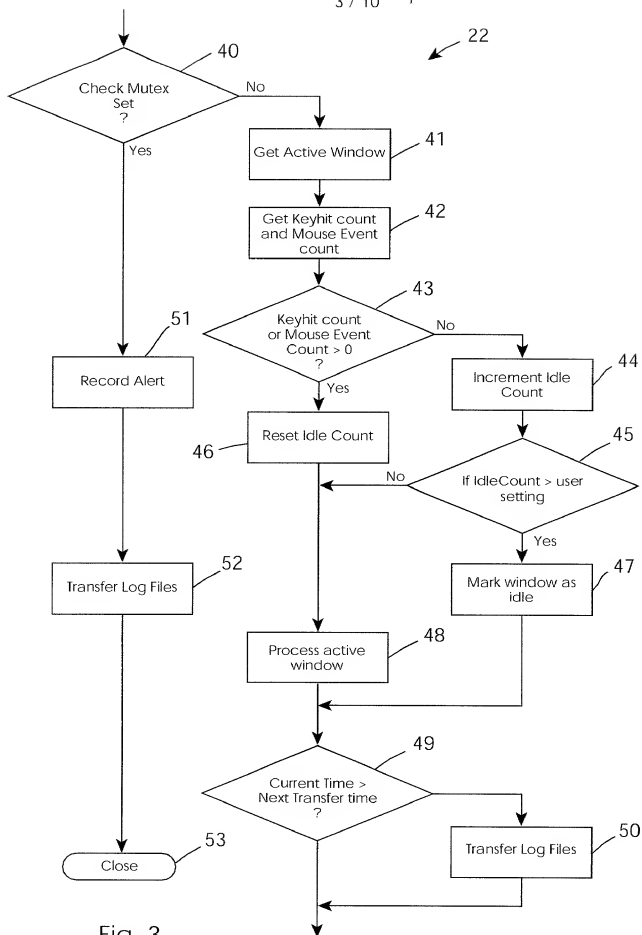 3 / 10
22
40
Check Mutex
Set
?
No
Yes
41
Get Active Window
42
Get Keyhit count
and Mouse Event
count
43
Keyhit count
or Mouse Event
Count > 0
?
No
Yes
51
Record Alert
44
Increment Idle
Count
46
Reset Idle Count
45
If IdleCount > user
setting
No
Yes
52
Transfer Log Files
47
Mark window as
idle
48
Process active
window
49
Current Time >
Next Transfer time
?
50
Transfer Log Files
53
Close
Fig. 3